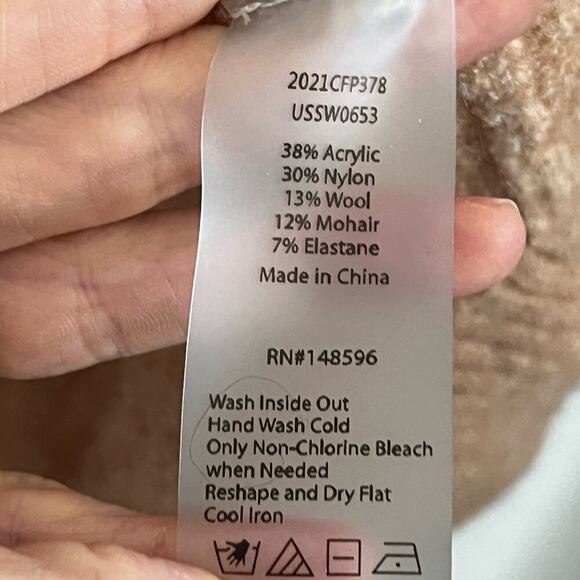 2021CFP378
USSW0653
38% Acrylic
30% Nylon
13% Wool
12% Mohair
7% Elastane
Made in China
RN#148596
Wash Inside Out
Hand Wash Cold
Only Non-Chlorine Bleach
when Needed
Reshape and Dry Flat
Cool Iron